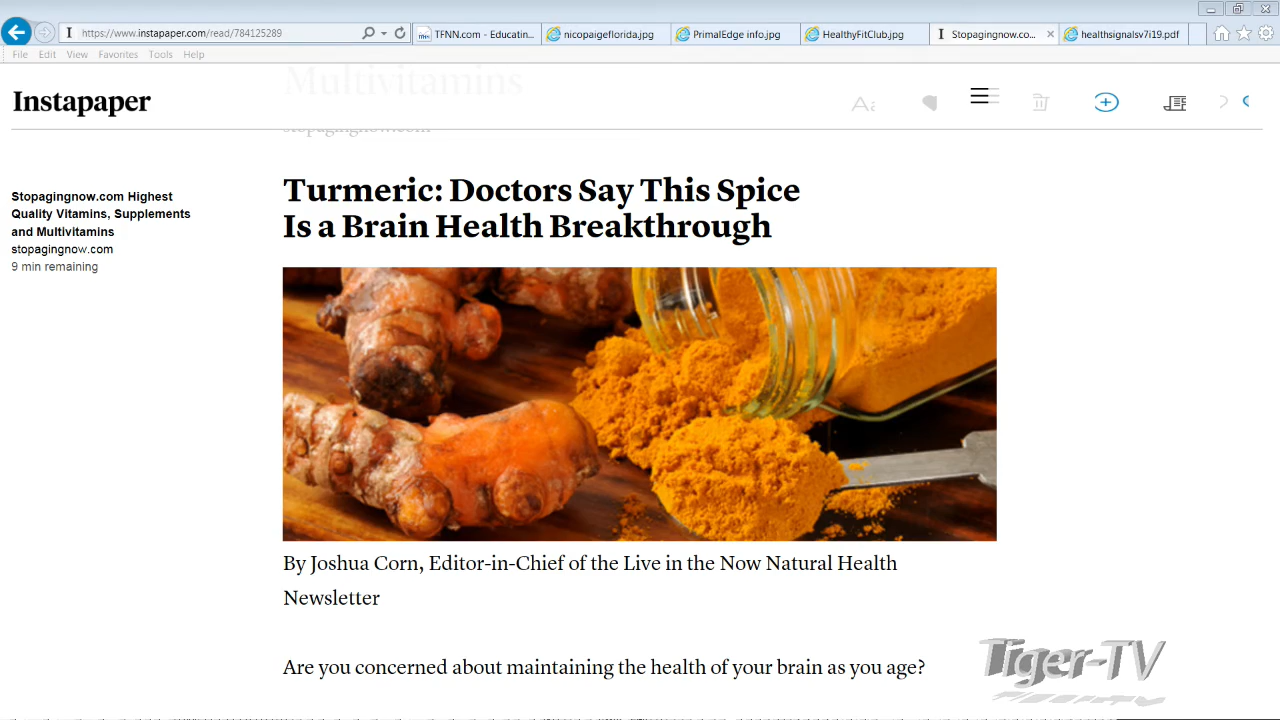 https://www.instapaper.com/read/784125289
TFNN.com - Educatin...
nicopaigeflorida.jpg
PrimalEdge info.jpg
HealthyFitClub.jpg
Stopagingnow.co...
healthsignalsv7i19.pdf
File Edit View Favorites Tools Help
Multivitamins
Instapaper
Aa
stopagingnow.com
Stopagingnow.com Highest
Quality Vitamins, Supplements
and Multivitamins
stopagingnow.com
9 min remaining
Turmeric: Doctors Say This Spice
Is a Brain Health Breakthrough
By Joshua Corn, Editor-in-Chief of the Live in the Now Natural Health
Newsletter
Are you concerned about maintaining the health of your brain as you age?
Tiger-TV